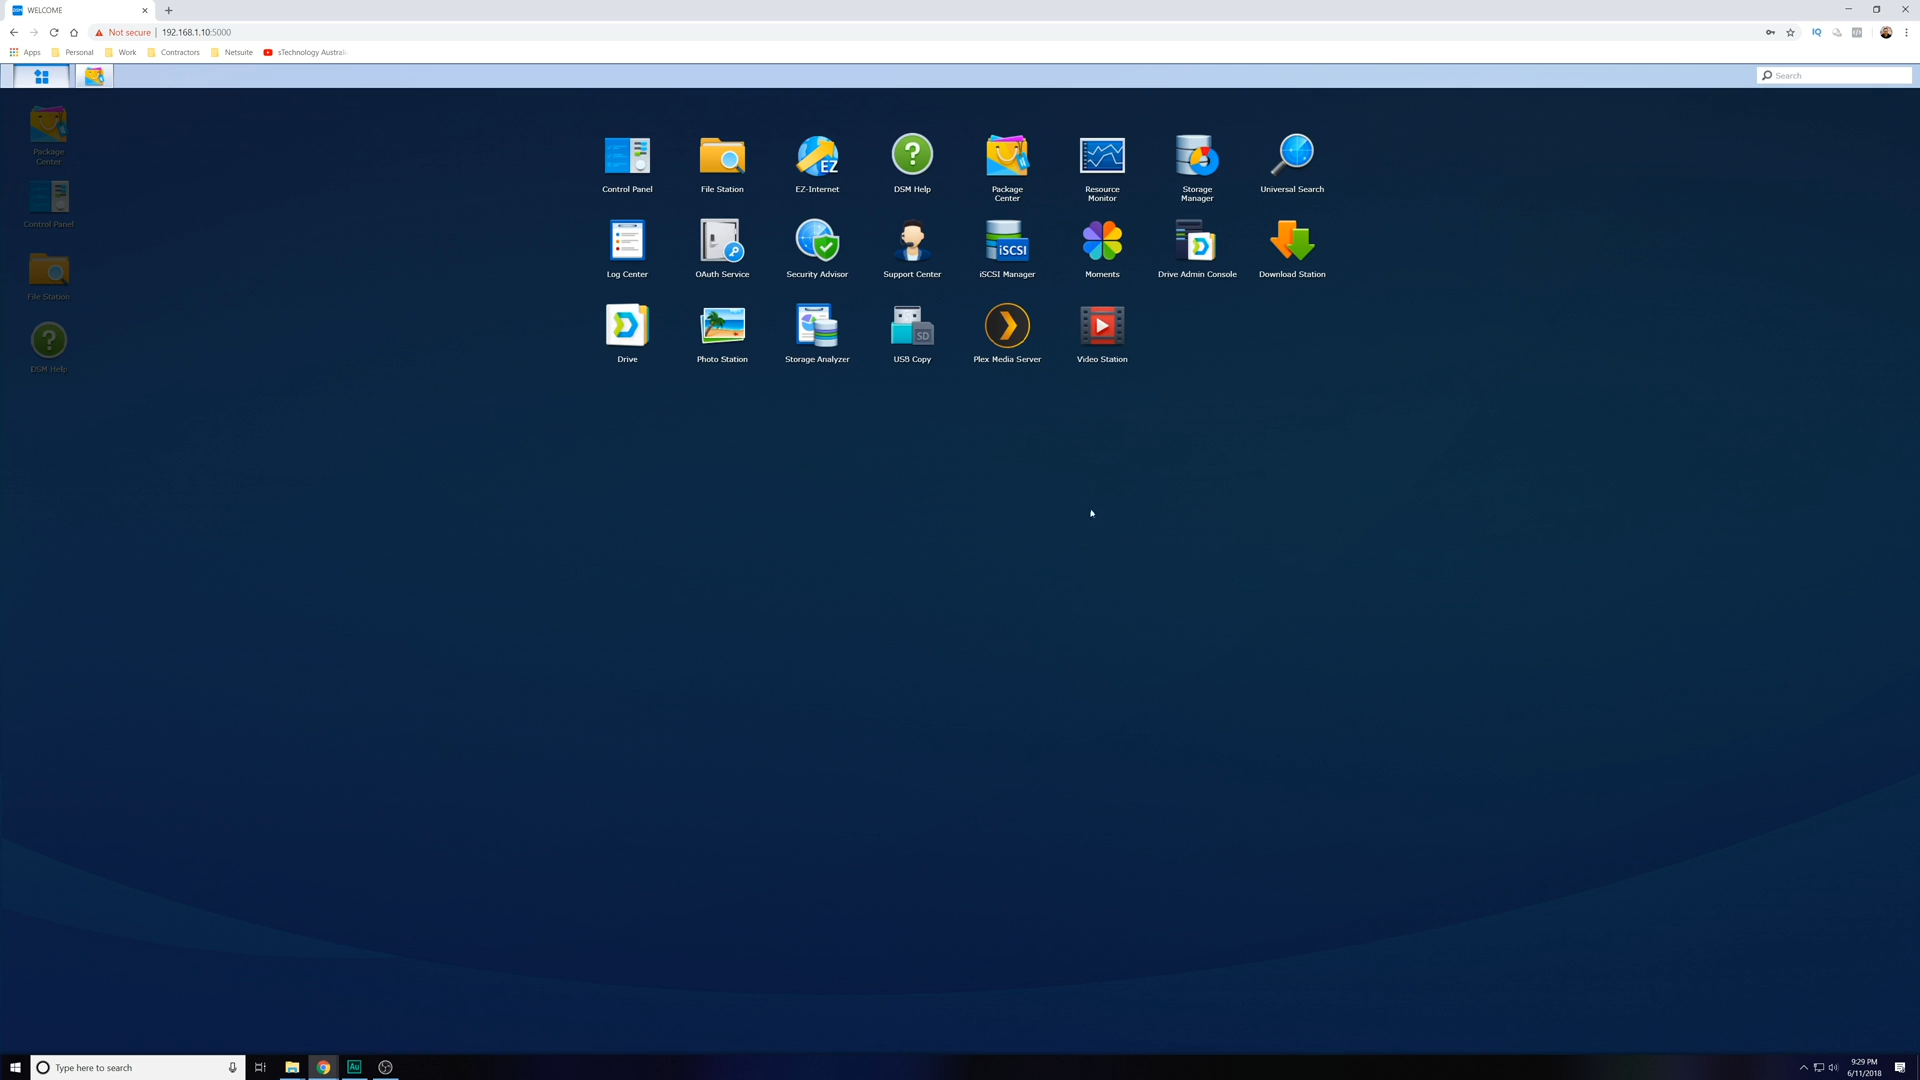 WELCOME
Not secure | 192.168.1.10:5000
Apps Personal Work Contractors Netsuite sTechnology Austral
Search
Package
Center
Control Panel
File Station
DSM Help
Control Panel File Station EZ-Internet DSM Help Package
Center Resource
Monitor Storage
Manager Universal Search
Log Center OAuth Service Security Advisor Support Center iSCSI Manager Moments Drive Admin Console Download Station
Drive Photo Station Storage Analyzer USB Copy Plex Media Server Video Station
EZ
iSCSI
SD
IQ
Type here to search
Au
9:29 PM
6/11/2018